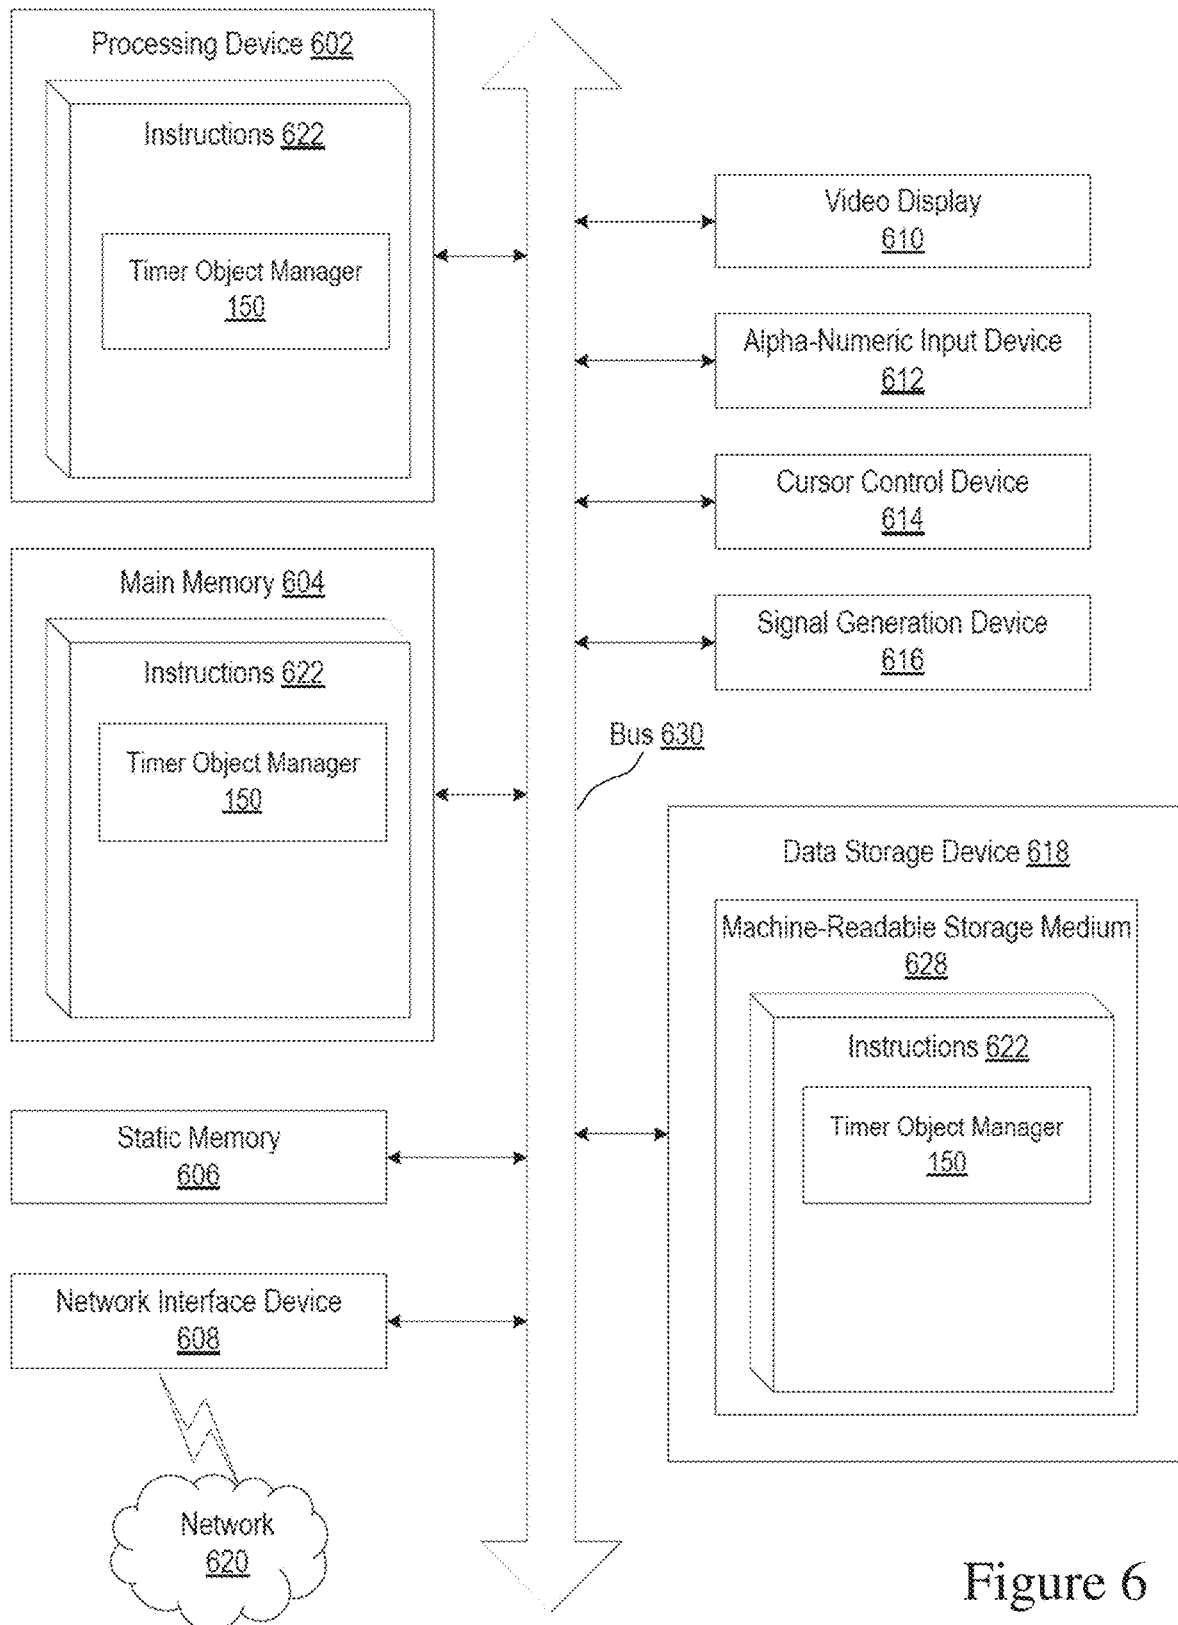 Processing Device 602
Instructions 622
Timer Object Manager
150
Main Memory 604
Instructions 622
Timer Object Manager
150
Static Memory
606
Network Interface Device
608
Network
620
Video Display
610
Alpha-Numeric Input Device
612
Cursor Control Device
614
Signal Generation Device
616
Bus 630
Data Storage Device 618
Machine-Readable Storage Medium
628
Instructions 622
Timer Object Manager
150
Figure 6